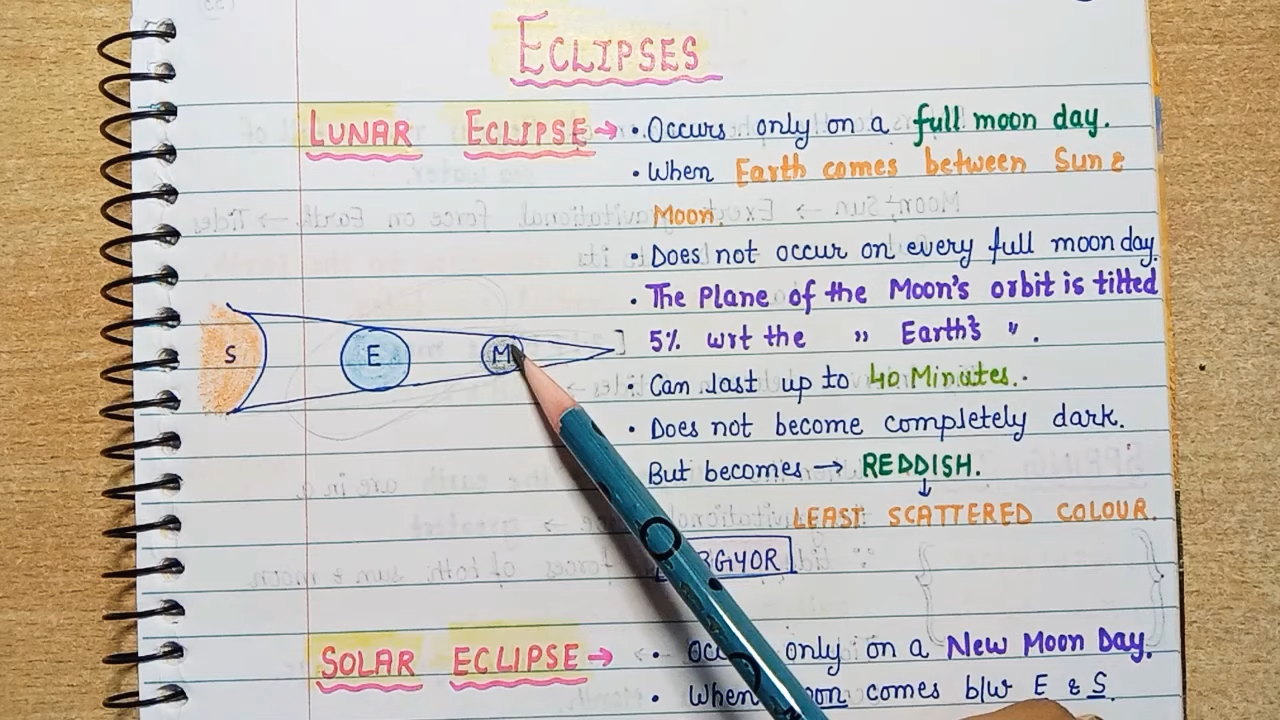 ECLIPSES
LUNAR ECLIPSE → • Occurs only on a full moon day.
• When Earth comes between Sun &
Moon.
• Does not occur on every full moon day.
• The Plane of the Moon's orbit is tilted
5% wrt the " Earth's ".
S E M
• Can last up to 40 Minutes.
• Does not become completely dark.
But becomes → REDDISH.
↓
LEAST SCATTERED COLOUR.
BGYOR
SOLAR ECLIPSE → • only on a New Moon Day.
• When comes b/w E & S.